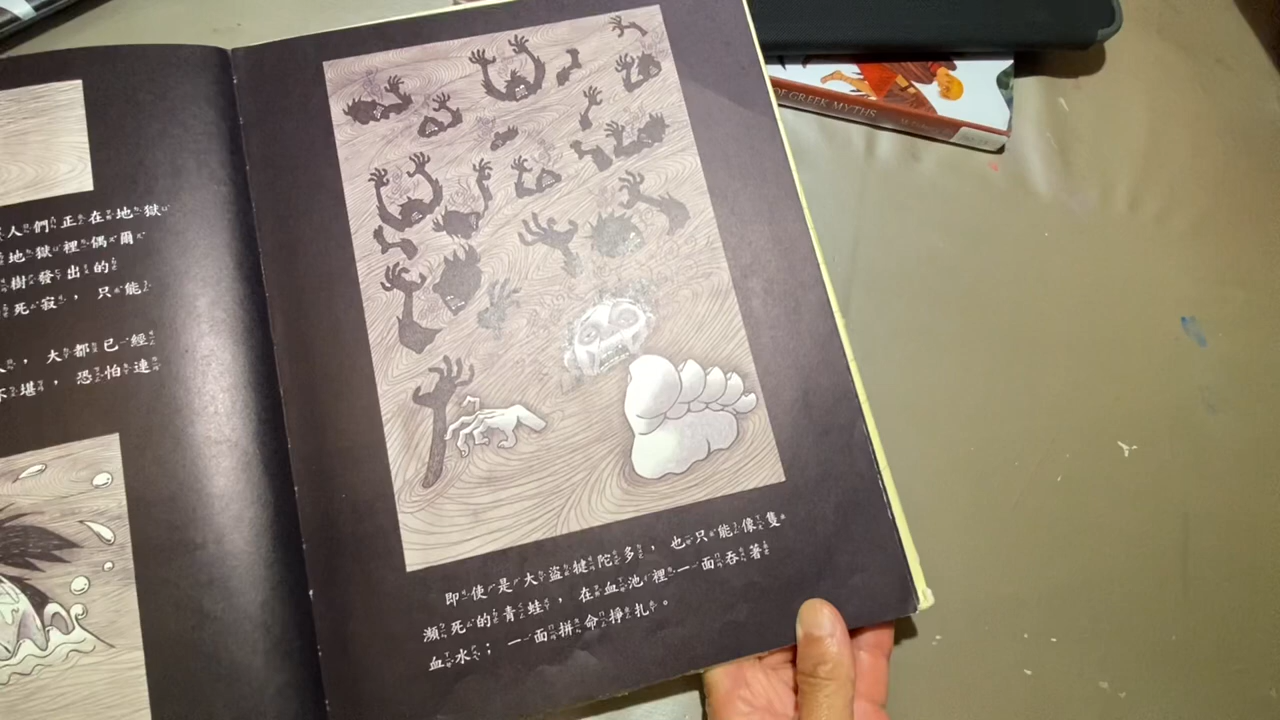 人們正在地獄
地獄裡偶爾
樹發出的
死寂，只能
，大都已經
不堪，恐怕連
即使是大盜犍陀多，也只能像隻
瀕死的青蛙，在血池裡一面吞著
血水；一面拼命掙扎。
OF GREEK MYTHS